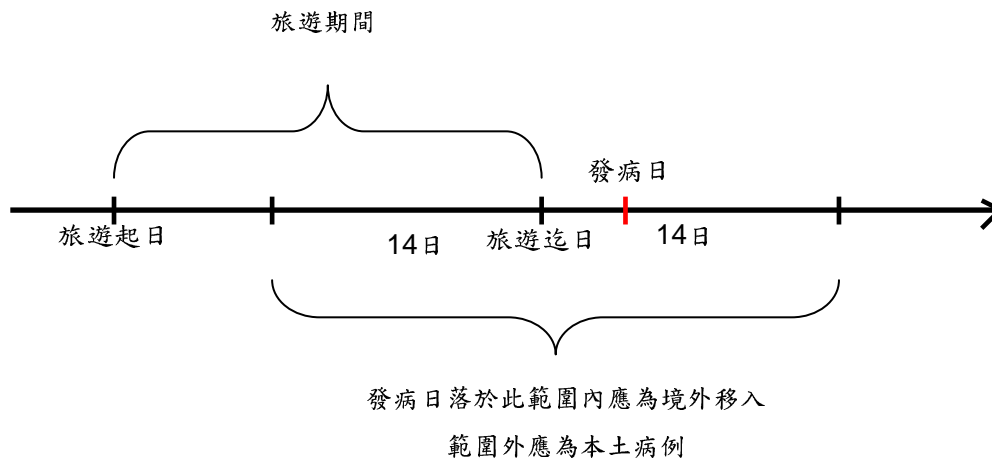 旅遊期間
發病日
旅遊起日
14日
旅遊迄日
14日
發病日落於此範圍內應為境外移入
範圍外應為本土病例